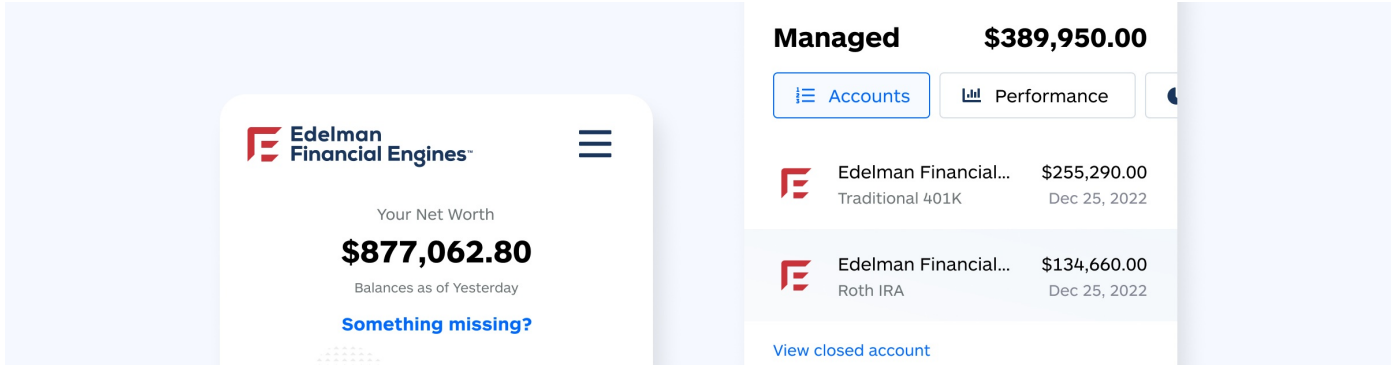 Edelman
Financial Engines™
Your Net Worth
$877,062.80
Balances as of Yesterday
Something missing?
Managed $389,950.00
Accounts Performance
Edelman Financial... $255,290.00
Traditional 401K Dec 25, 2022
Edelman Financial... $134,660.00
Roth IRA Dec 25, 2022
View closed account